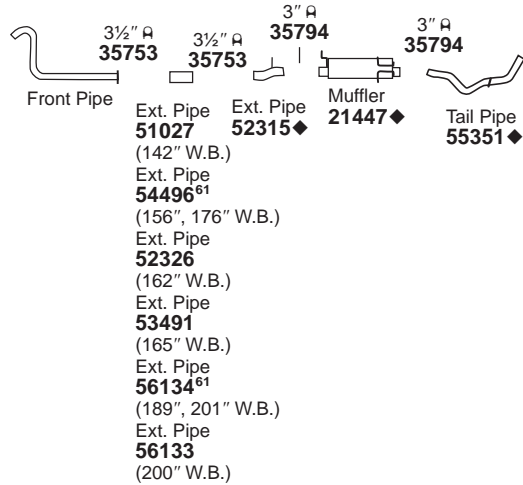 3½″
35753
3½″
35753
3″
35794
3″
35794
Front Pipe
Ext. Pipe
51027
(142″ W.B.)
Ext. Pipe
54496⁶¹
(156″, 176″ W.B.)
Ext. Pipe
52326
(162″ W.B.)
Ext. Pipe
53491
(165″ W.B.)
Ext. Pipe
56134⁶¹
(189″, 201″ W.B.)
Ext. Pipe
56133
(200″ W.B.)
Ext. Pipe
52315◆
Muffler
21447◆
Tail Pipe
55351◆